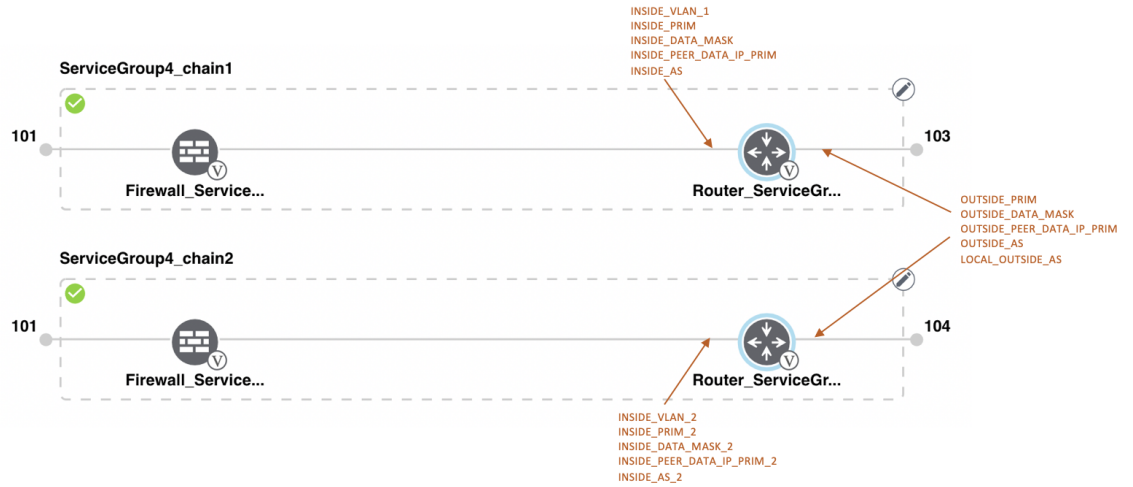 INSIDE_VLAN_1
INSIDE_PRIM
INSIDE_DATA_MASK
INSIDE_PEER_DATA_IP_PRIM
INSIDE_AS
ServiceGroup4_chain1
101
103
V
V
Firewall_Service...
Router_ServiceGr...
OUTSIDE_PRIM
OUTSIDE_DATA_MASK
OUTSIDE_PEER_DATA_IP_PRIM
OUTSIDE_AS
LOCAL_OUTSIDE_AS
ServiceGroup4_chain2
101
104
V
V
Firewall_Service...
Router_ServiceGr...
INSIDE_VLAN_2
INSIDE_PRIM_2
INSIDE_DATA_MASK_2
INSIDE_PEER_DATA_IP_PRIM_2
INSIDE_AS_2